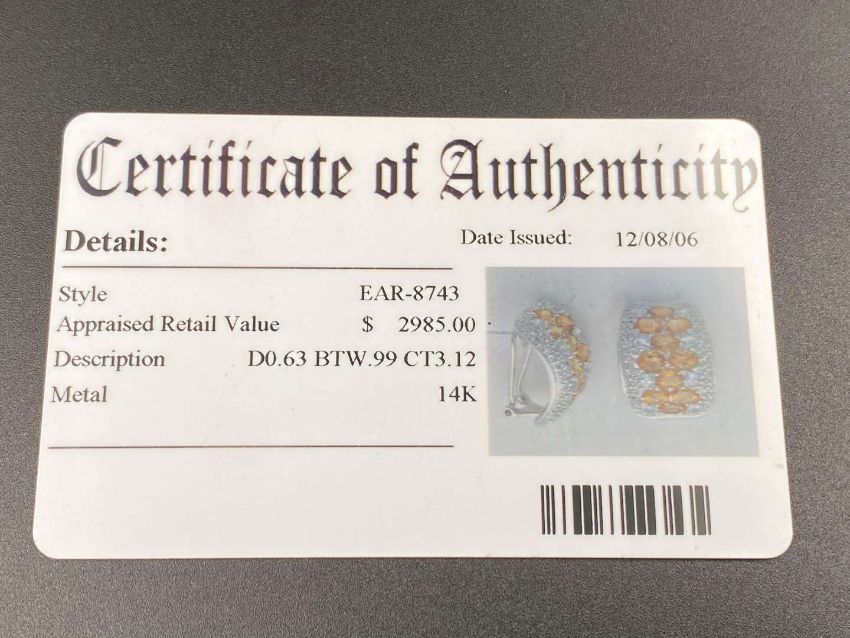 Certificate of Authenticity
Details:
Date Issued: 12/08/06
Style EAR-8743
Appraised Retail Value $ 2985.00
Description D0.63 BTW.99 CT3.12
Metal 14K